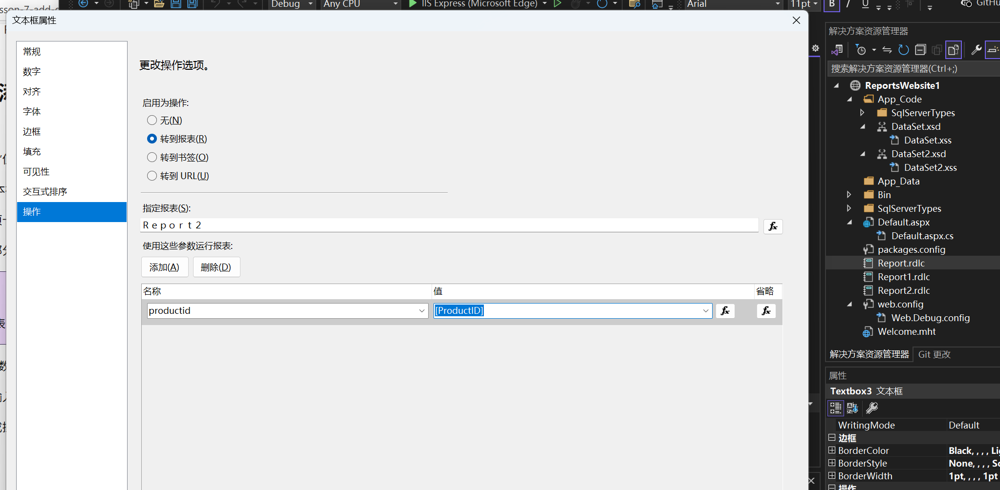 Debug
Any CPU
IIS Express (Microsoft Edge)
Arial
11pt
B
I
U
文本框属性
常规
数字
对齐
字体
边框
填充
可见性
交互式排序
操作
更改操作选项。
启用为操作:
无(N)
转到报表(R)
转到书签(O)
转到 URL(U)
指定报表(S):
Report2
fx
使用这些参数运行报表:
添加(A)
删除(D)
名称 值 省略
productid [ProductID] fx fx
解决方案资源管理器
搜索解决方案资源管理器(Ctrl+;)
ReportsWebsite1
App_Code
SqlServerTypes
DataSet.xsd
DataSet.xss
DataSet2.xsd
DataSet2.xss
App_Data
Bin
SqlServerTypes
Default.aspx
Default.aspx.cs
packages.config
Report.rdlc
Report1.rdlc
Report2.rdlc
web.config
Web.Debug.config
Welcome.mht
解决方案资源管理器 Git 更改
属性
Textbox3 文本框
WritingMode Default
边框
BorderColor Black, , , , Lig
BorderStyle None, , , , So
BorderWidth 1pt, , , , 1pt
操作